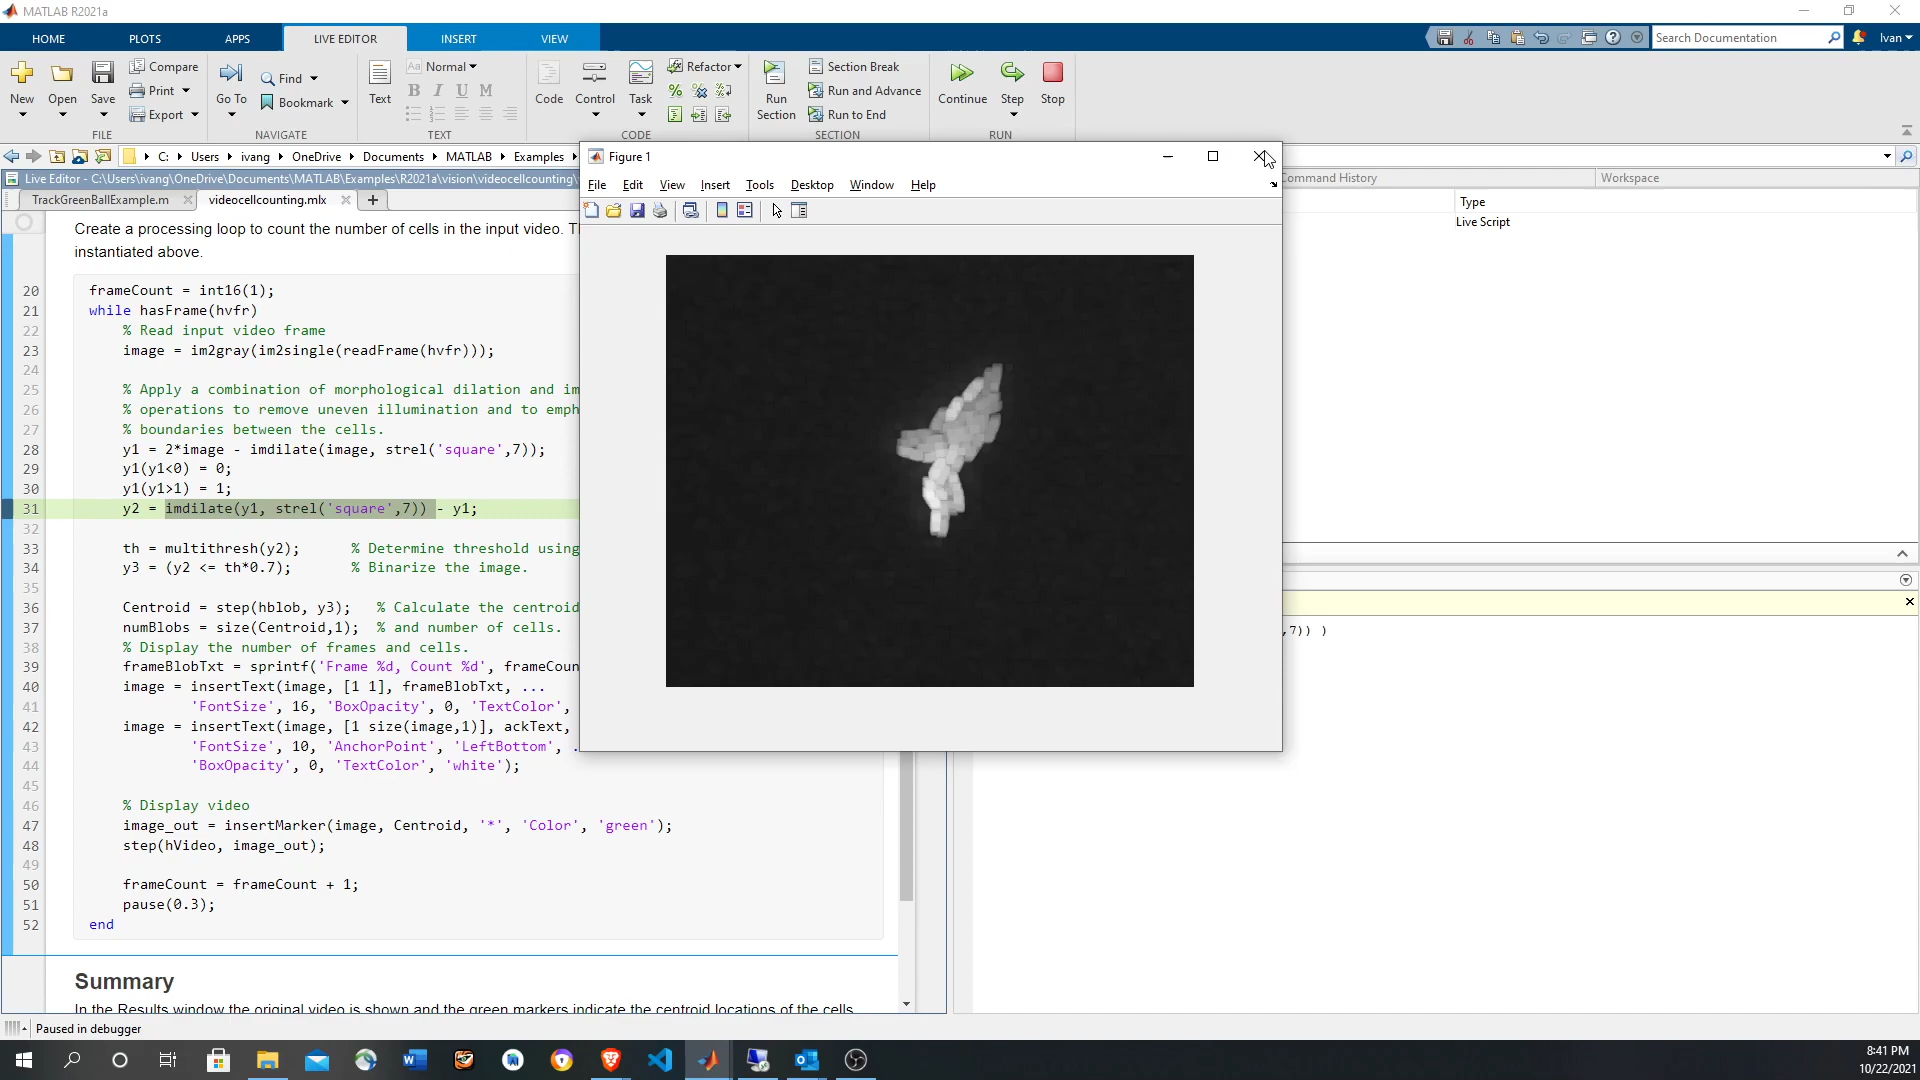 MATLAB R2021a
HOME PLOTS APPS LIVE EDITOR INSERT VIEW Search Documentation Ivan
New Open Save Compare Print Export Go To Find Bookmark Text Normal B I U M Code Control Task Refactor Run Section Section Break Run and Advance Run to End Continue Step Stop
FILE NAVIGATE TEXT CODE SECTION RUN
C: Users ivang OneDrive Documents MATLAB Examples
Live Editor - C:\Users\ivang\OneDrive\Documents\MATLAB\Examples\R2021a\vision\videocellcounting\
TrackGreenBallExample.m videocellcounting.mlx
Create a processing loop to count the number of cells in the input video.
instantiated above.
20 frameCount = int16(1);
21 while hasFrame(hvfr)
22 % Read input video frame
23 image = im2gray(im2single(readFrame(hvfr)));
24
25 % Apply a combination of morphological dilation and im
26 % operations to remove uneven illumination and to emph
27 % boundaries between the cells.
28 y1 = 2*image - imdilate(image, strel('square',7));
29 y1(y1<0) = 0;
30 y1(y1>1) = 1;
31 y2 = imdilate(y1, strel('square',7)) - y1;
32
33 th = multithresh(y2); % Determine threshold using
34 y3 = (y2 <= th*0.7); % Binarize the image.
35
36 Centroid = step(hblob, y3); % Calculate the centroid
37 numBlobs = size(Centroid,1); % and number of cells.
38 % Display the number of frames and cells.
39 frameBlobTxt = sprintf('Frame %d, Count %d', frameCoun
40 image = insertText(image, [1 1], frameBlobTxt, ...
41 'FontSize', 16, 'BoxOpacity', 0, 'TextColor',
42 image = insertText(image, [1 size(image,1)], ackText,
43 'FontSize', 10, 'AnchorPoint', 'LeftBottom', .
44 'BoxOpacity', 0, 'TextColor', 'white');
45
46 % Display video
47 image_out = insertMarker(image, Centroid, '*', 'Color', 'green');
48 step(hVideo, image_out);
49
50 frameCount = frameCount + 1;
51 pause(0.3);
52 end
Summary
In the Results window the original video is shown and the green markers indicate the centroid locations of the cells
Figure 1
File Edit View Insert Tools Desktop Window Help
Command History Workspace
Type
Live Script
,7)) )
Paused in debugger
8:41 PM
10/22/2021